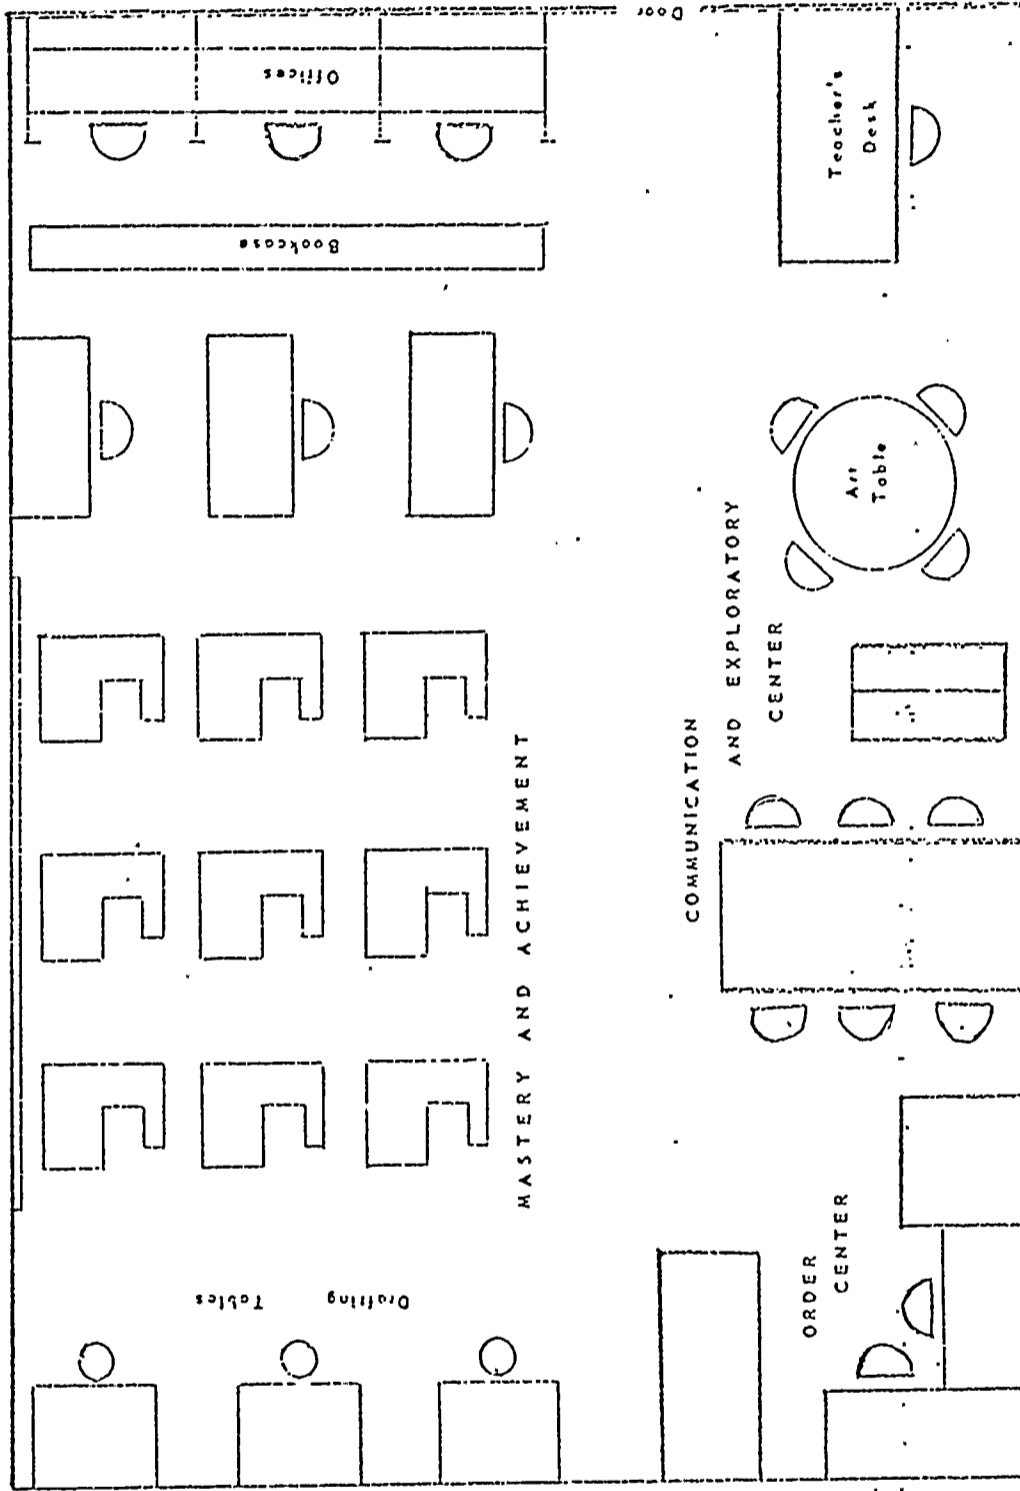 Door
Offices
Teacher's
Desk
Bookcase
Art
Table
COMMUNICATION
AND EXPLORATORY
CENTER
MASTERY AND ACHIEVEMENT
ORDER
CENTER
Drafting
Tables